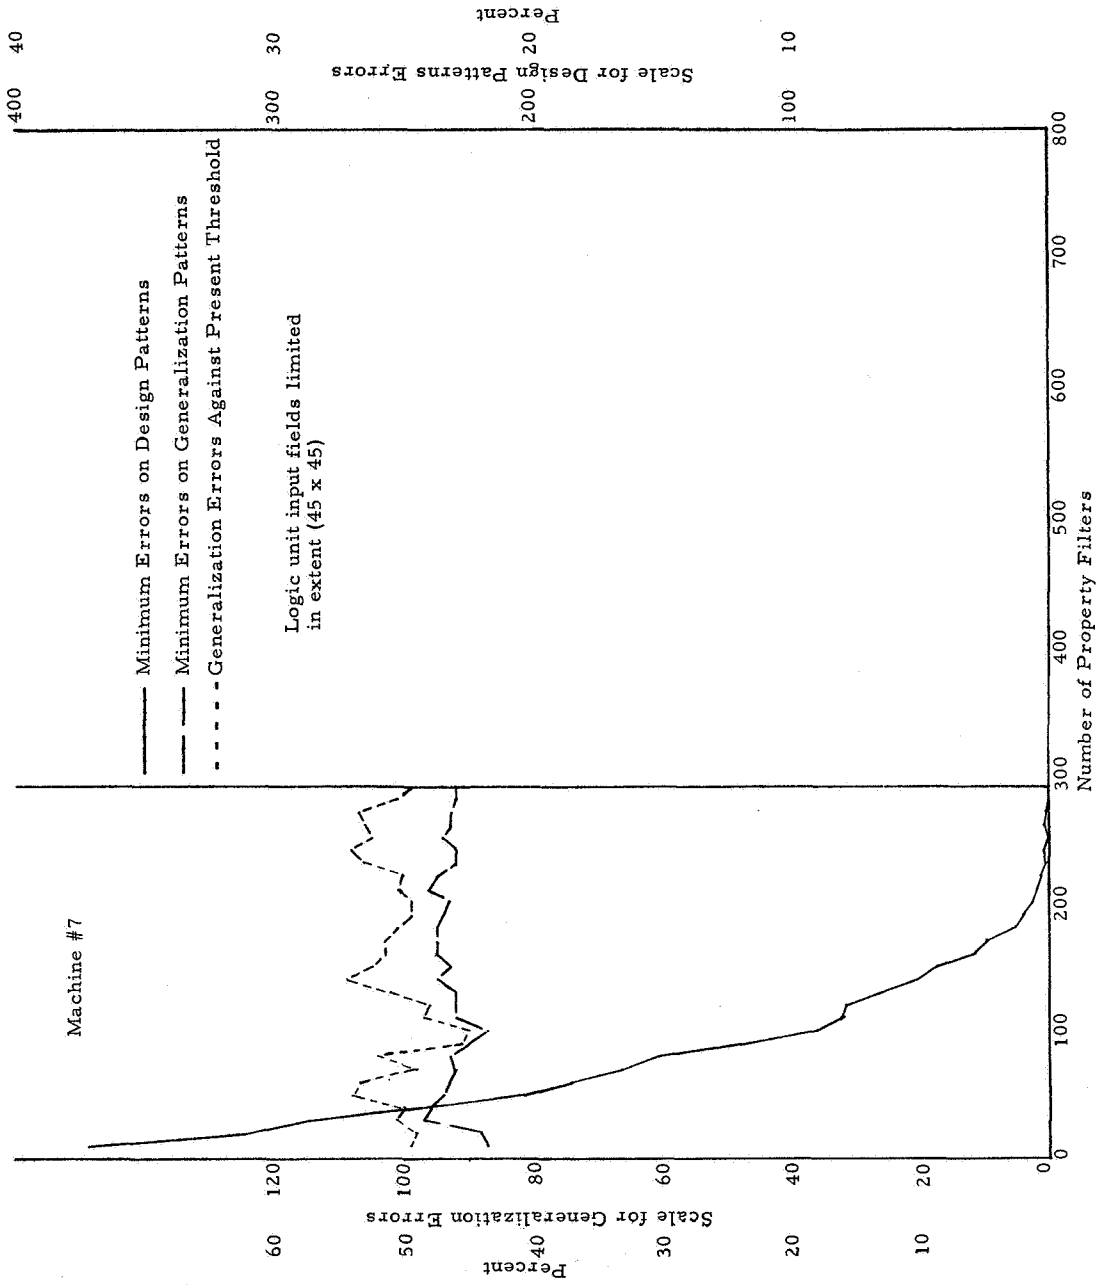 Machine #7
Minimum Errors on Design Patterns
Minimum Errors on Generalization Patterns
Generalization Errors Against Present Threshold
Logic unit input fields limited
in extent (45 x 45)
Percent
60
50
40
30
20
10
Scale for Generalization Errors
120
100
80
60
40
20
0
0
100
200
300
400
500
600
700
800
Number of Property Filters
400
300
200
100
Scale for Design Patterns Errors
40
30
20
10
Percent